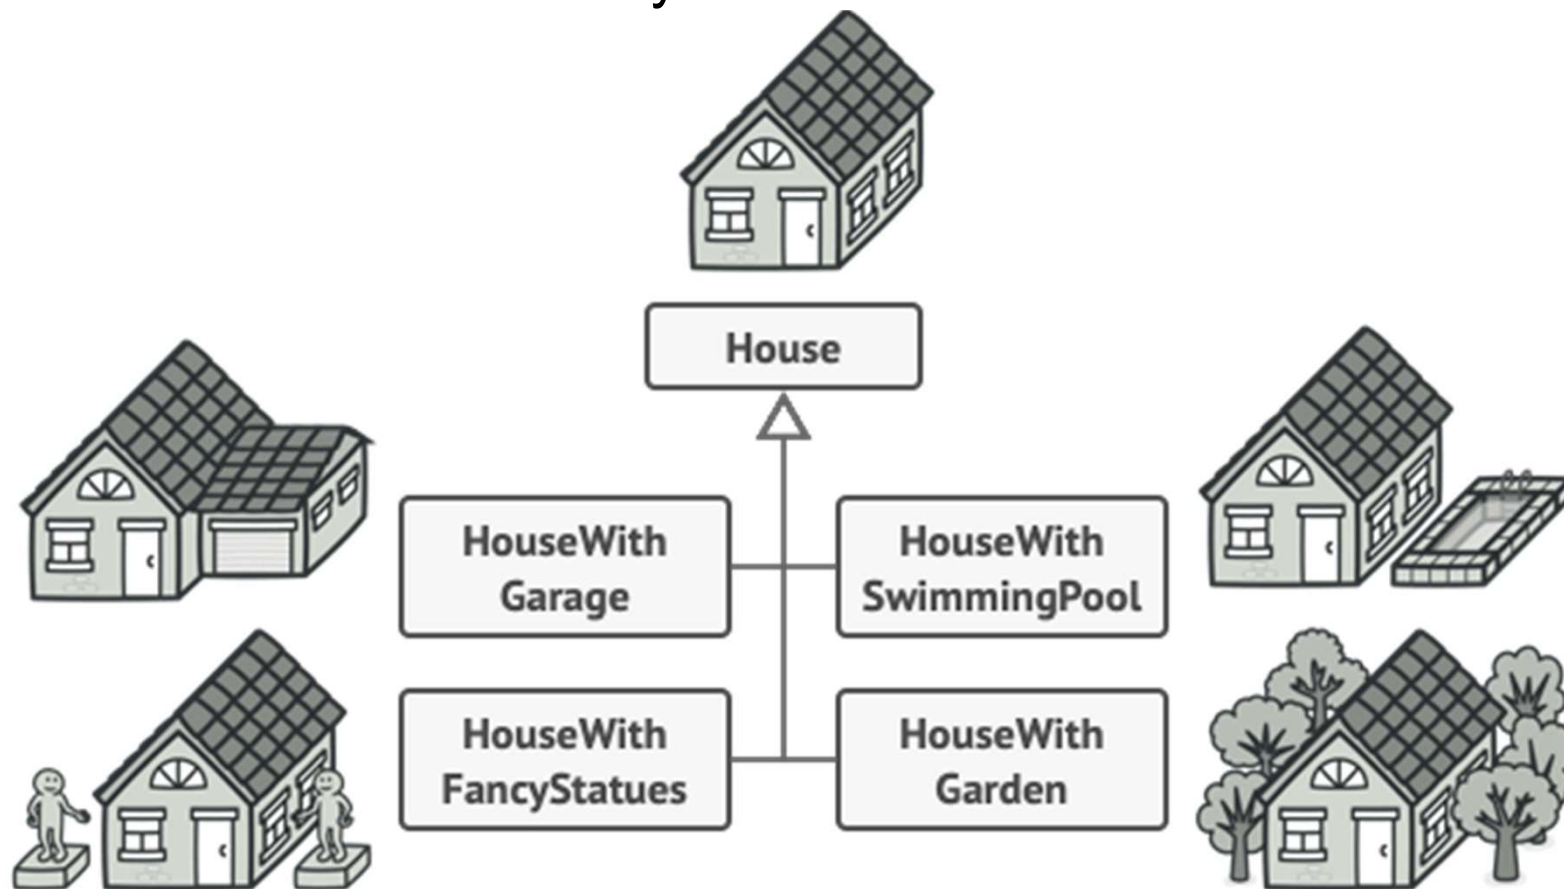 House
HouseWith
Garage
HouseWith
SwimmingPool
HouseWith
FancyStatues
HouseWith
Garden